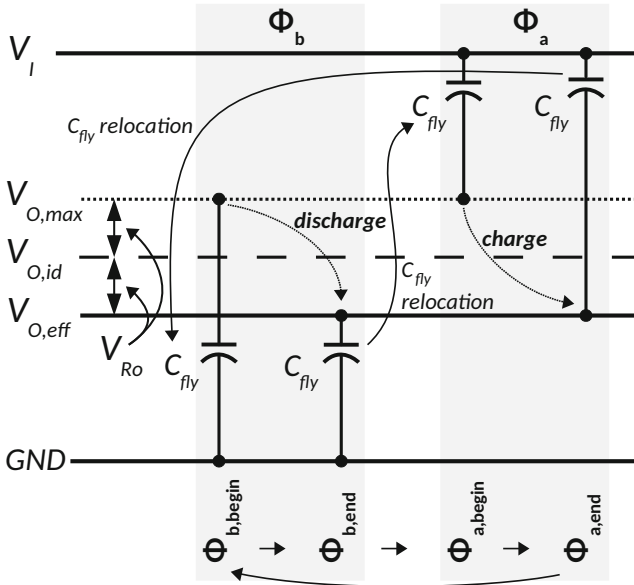 Φb Φa
VI
Cfly Cfly
Cfly relocation
VO,max
discharge charge
VO,id
Cfly
relocation
VO,eff
VRo Cfly Cfly
GND
Φb,begin → Φb,end → Φa,begin → Φa,end